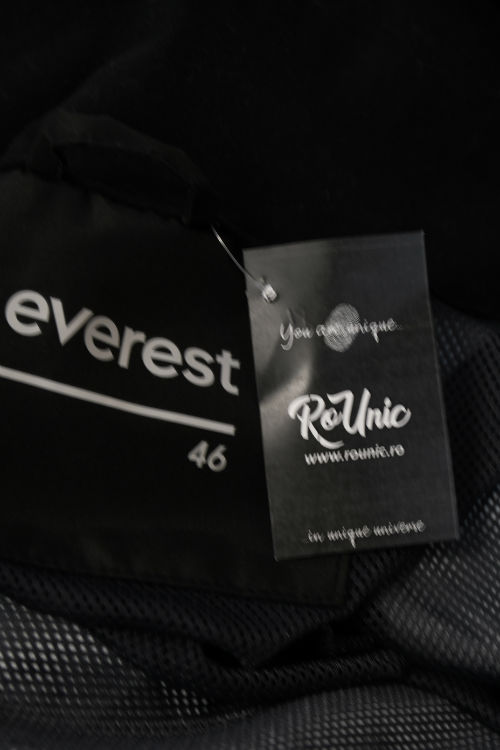 everest
46
You are unique
RoUnic
www.rounic.ro
...in unique universe